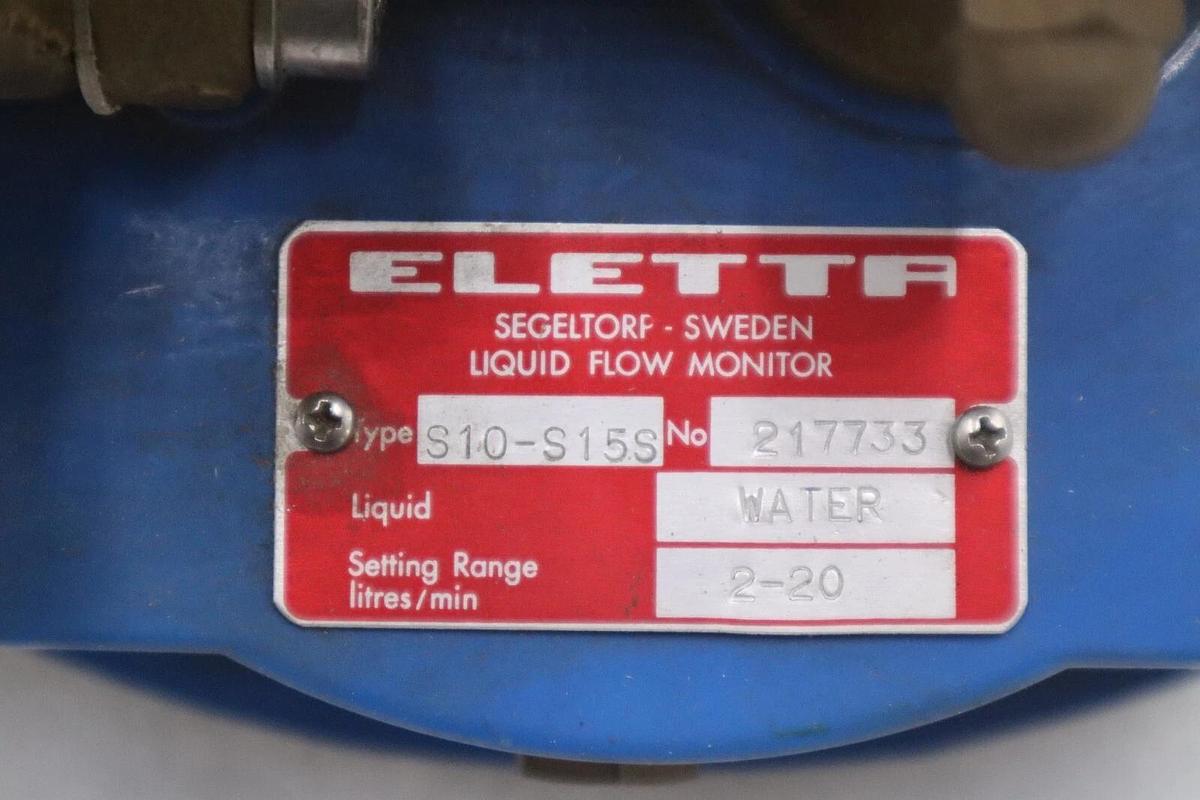 ELETTA
SEGELTORP - SWEDEN
LIQUID FLOW MONITOR
Type S10-S15S No 217733
Liquid WATER
Setting Range
litres/min 2-20